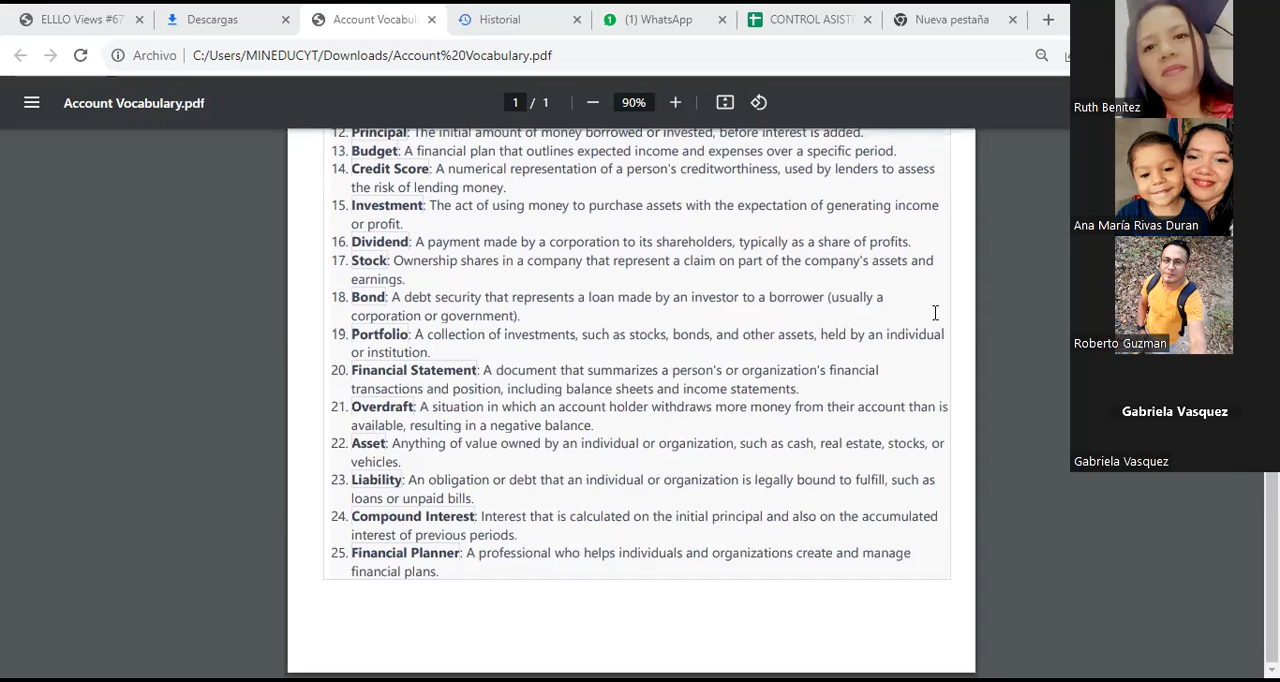 ELLLO Views #67
Descargas
Account Vocabul
Historial
(1) WhatsApp
CONTROL ASIST
Nueva pestaña
Archivo
C:/Users/MINEDUCYT/Downloads/Account%20Vocabulary.pdf
Account Vocabulary.pdf
1 / 1
90%
12. Principal: The initial amount of money borrowed or invested, before interest is added.
13. Budget: A financial plan that outlines expected income and expenses over a specific period.
14. Credit Score: A numerical representation of a person's creditworthiness, used by lenders to assess
the risk of lending money.
15. Investment: The act of using money to purchase assets with the expectation of generating income
or profit.
16. Dividend: A payment made by a corporation to its shareholders, typically as a share of profits.
17. Stock: Ownership shares in a company that represent a claim on part of the company's assets and
earnings.
18. Bond: A debt security that represents a loan made by an investor to a borrower (usually a
corporation or government).
19. Portfolio: A collection of investments, such as stocks, bonds, and other assets, held by an individual
or institution.
20. Financial Statement: A document that summarizes a person's or organization's financial
transactions and position, including balance sheets and income statements.
21. Overdraft: A situation in which an account holder withdraws more money from their account than is
available, resulting in a negative balance.
22. Asset: Anything of value owned by an individual or organization, such as cash, real estate, stocks, or
vehicles.
23. Liability: An obligation or debt that an individual or organization is legally bound to fulfill, such as
loans or unpaid bills.
24. Compound Interest: Interest that is calculated on the initial principal and also on the accumulated
interest of previous periods.
25. Financial Planner: A professional who helps individuals and organizations create and manage
financial plans.
Ruth Benítez
Ana María Rivas Duran
Roberto Guzman
Gabriela Vasquez
Gabriela Vasquez